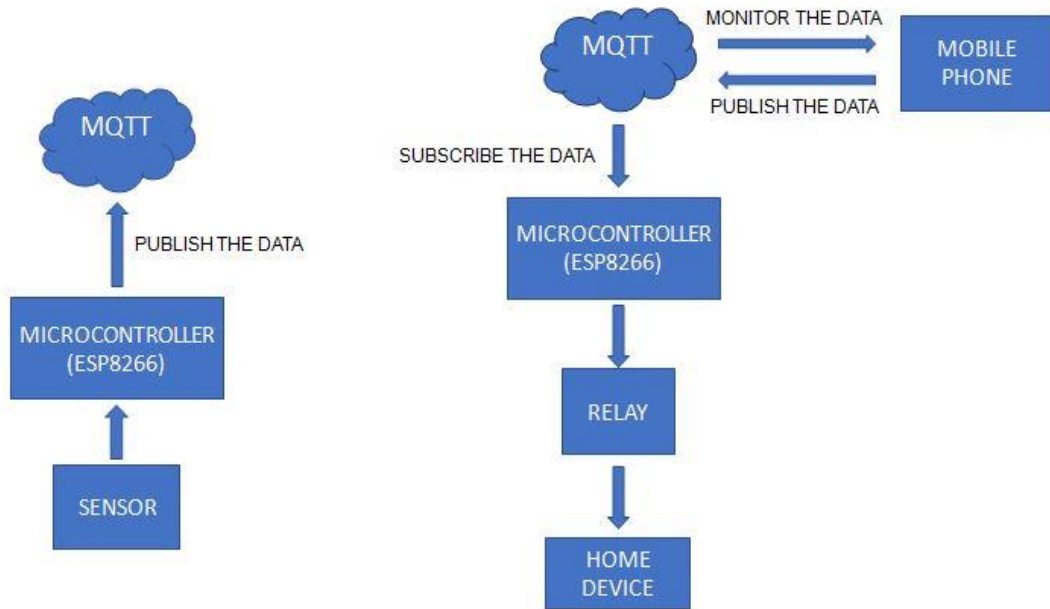 MQTT
PUBLISH THE DATA
MICROCONTROLLER
(ESP8266)
SENSOR
MQTT
MONITOR THE DATA
PUBLISH THE DATA
MOBILE
PHONE
SUBSCRIBE THE DATA
MICROCONTROLLER
(ESP8266)
RELAY
HOME
DEVICE